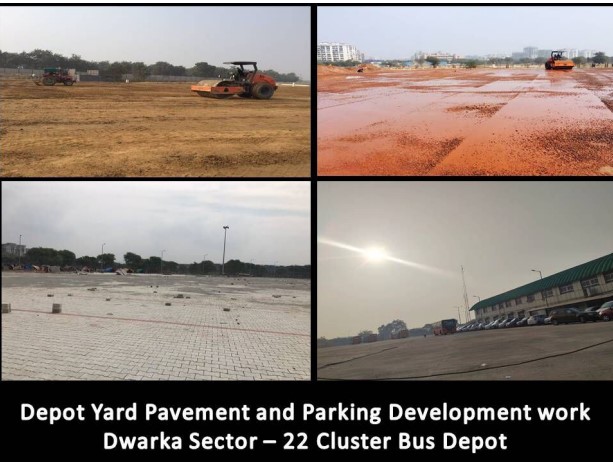 Depot Yard Pavement and Parking Development work
Dwarka Sector – 22 Cluster Bus Depot